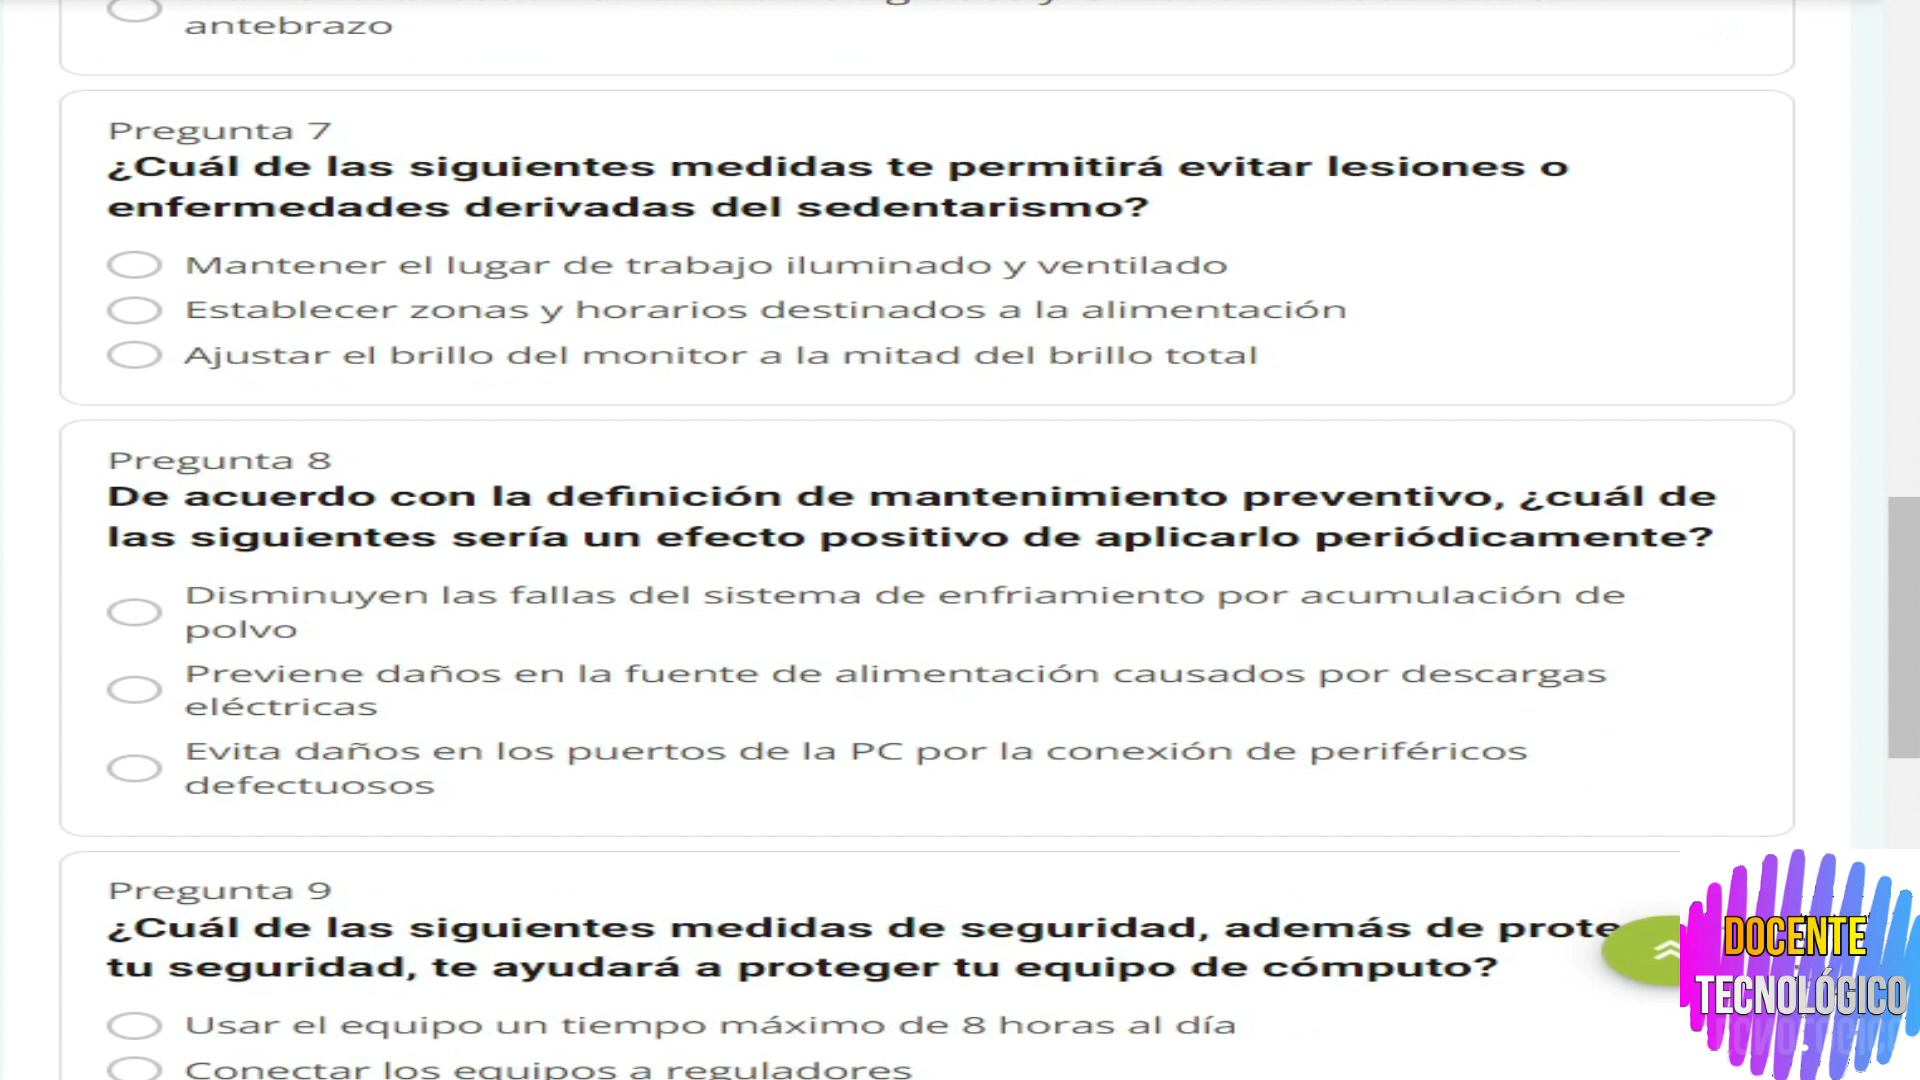 antebrazo
Pregunta 7
¿Cuál de las siguientes medidas te permitirá evitar lesiones o
enfermedades derivadas del sedentarismo?
Mantener el lugar de trabajo iluminado y ventilado
Establecer zonas y horarios destinados a la alimentación
Ajustar el brillo del monitor a la mitad del brillo total
Pregunta 8
De acuerdo con la definición de mantenimiento preventivo, ¿cuál de
las siguientes sería un efecto positivo de aplicarlo periódicamente?
Disminuyen las fallas del sistema de enfriamiento por acumulación de
polvo
Previene daños en la fuente de alimentación causados por descargas
eléctricas
Evita daños en los puertos de la PC por la conexión de periféricos
defectuosos
Pregunta 9
¿Cuál de las siguientes medidas de seguridad, además de prote
tu seguridad, te ayudará a proteger tu equipo de cómputo?
Usar el equipo un tiempo máximo de 8 horas al día
Conectar los equipos a reguladores
DOCENTE
TECNOLÓGICO